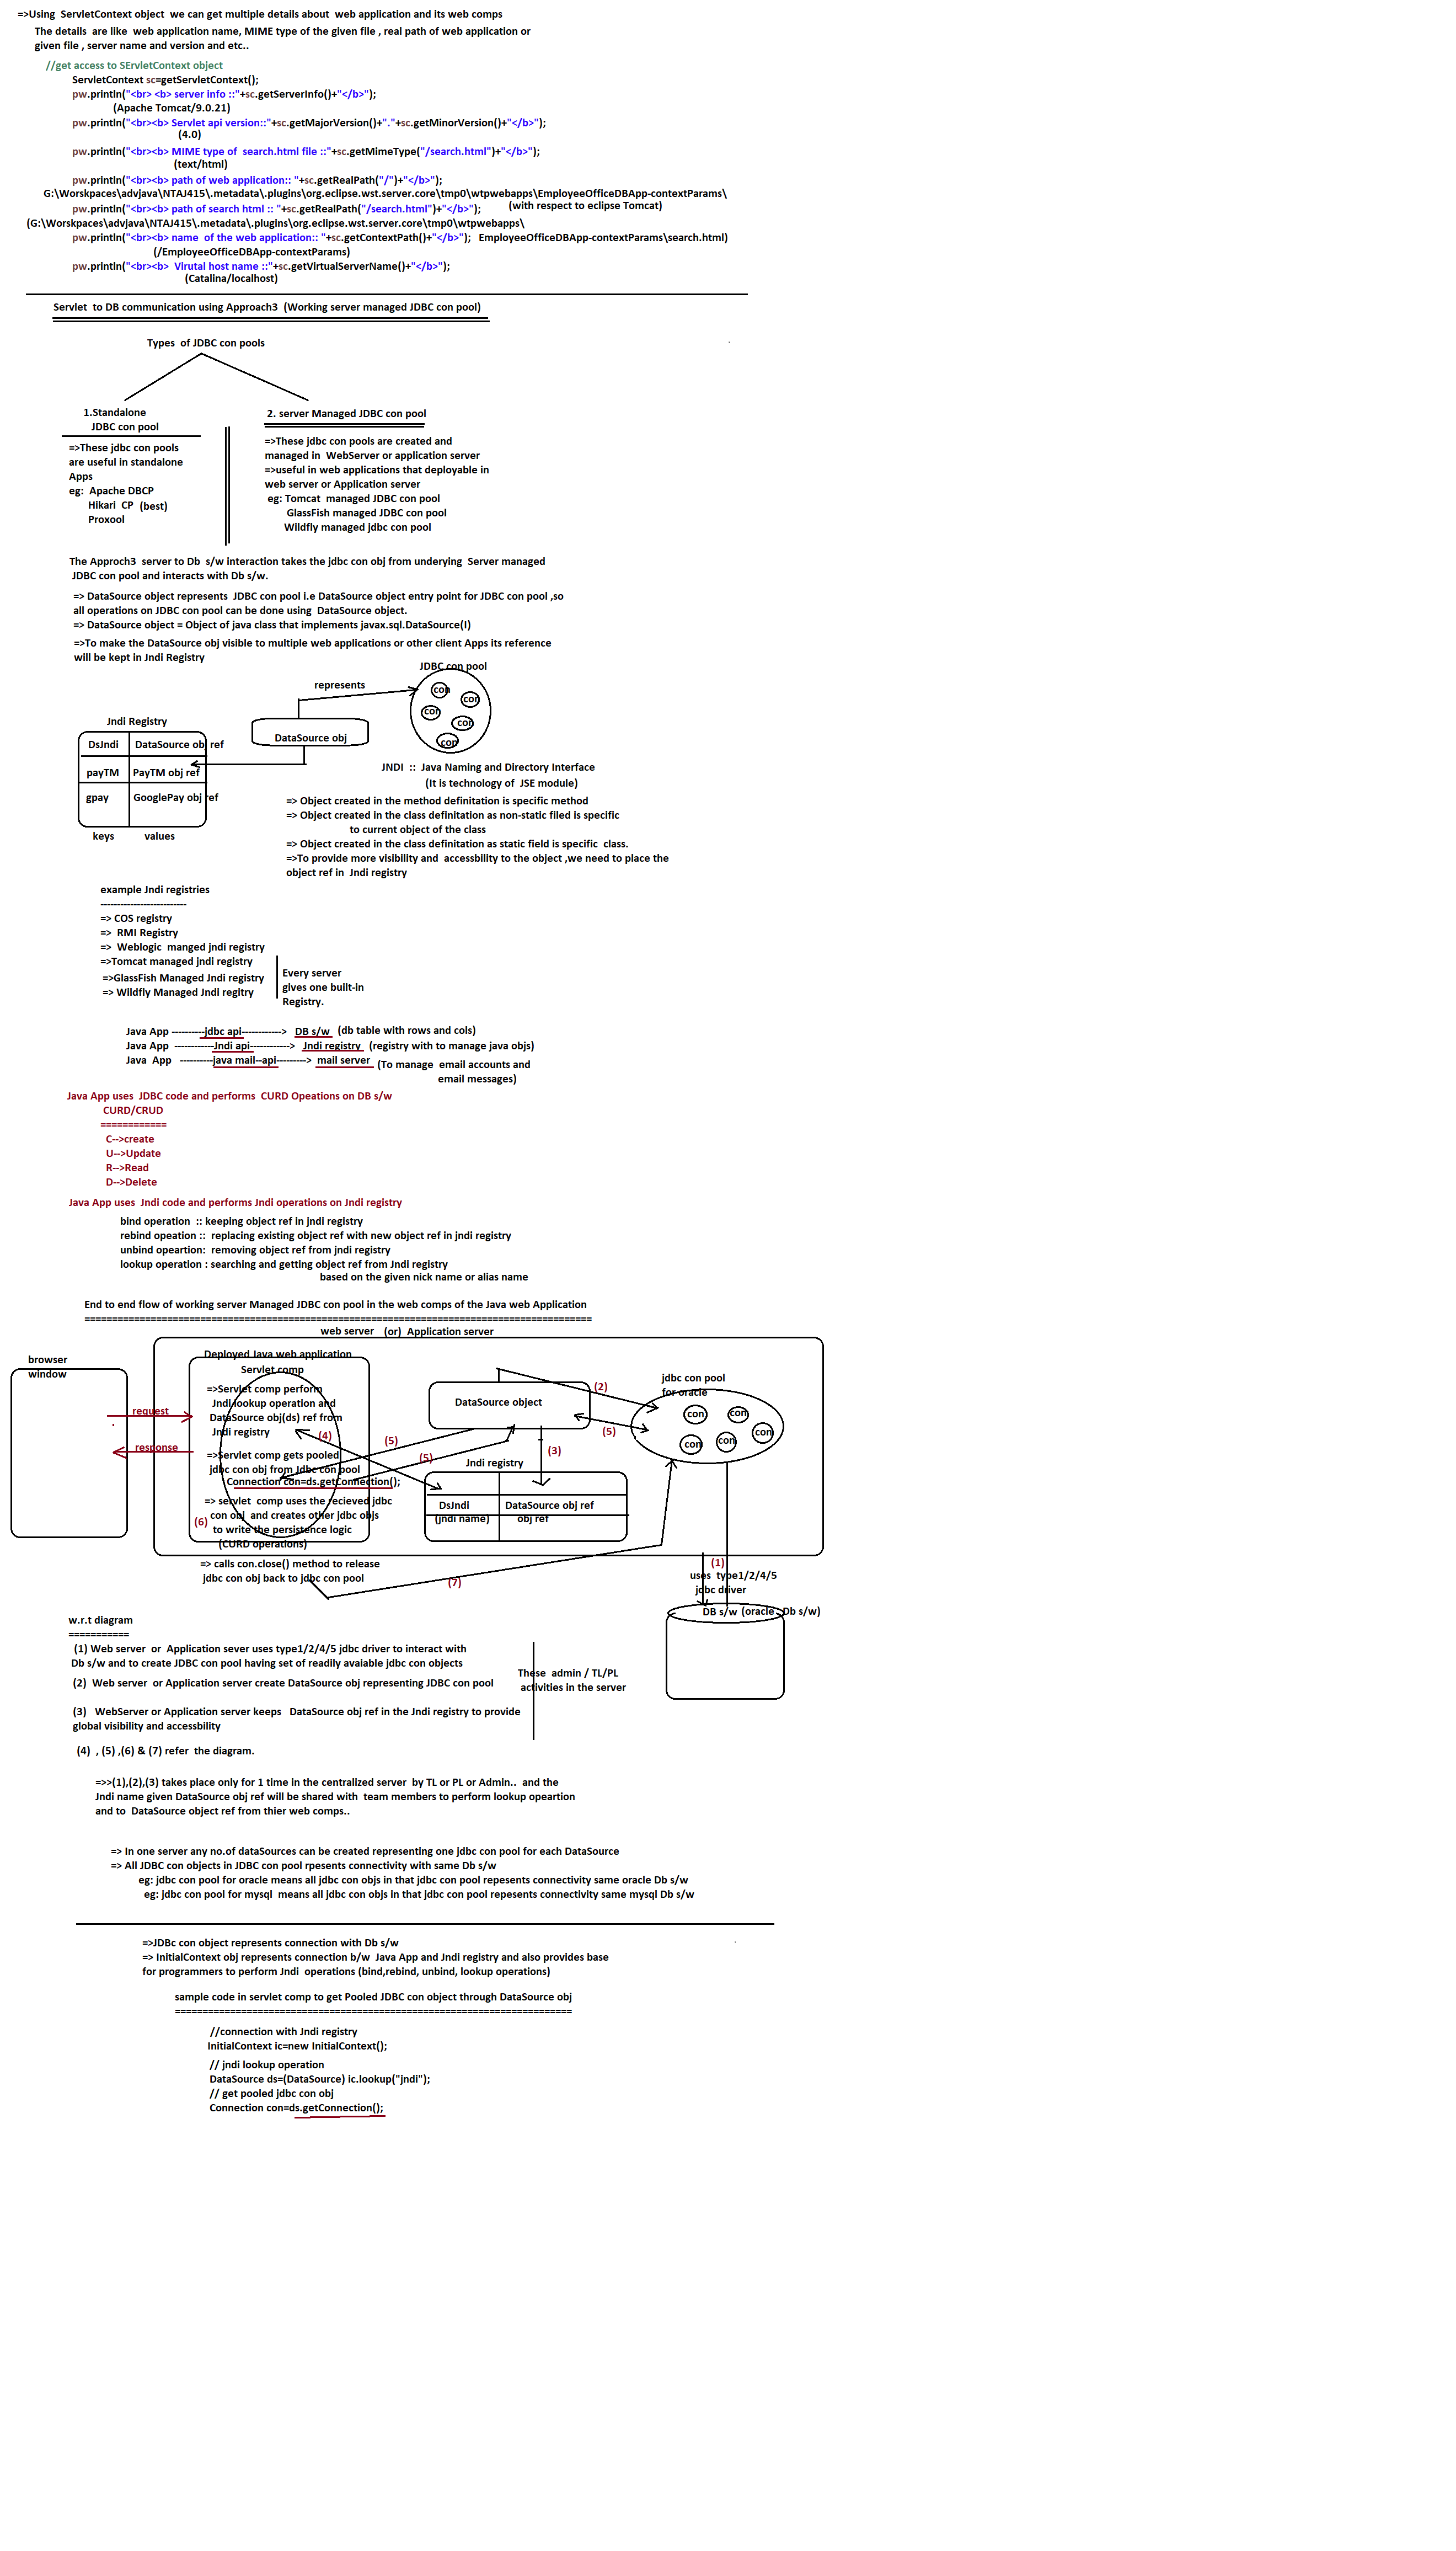 =>Using ServletContext object we can get multiple details about web application and its web comps
The details are like web application name, MIME type of the given file , real path of web application or
given file , server name and version and etc..
//get access to SErvletContext object
ServletContext sc=getServletContext();
pw.println("<br> <b> server info ::"+sc.getServerInfo()+"</b>");
(Apache Tomcat/9.0.21)
pw.println("<br><b> Servlet api version::"+sc.getMajorVersion()+"."+sc.getMinorVersion()+"</b>");
(4.0)
pw.println("<br><b> MIME type of search.html file ::"+sc.getMimeType("/search.html")+"</b>");
(text/html)
pw.println("<br><b> path of web application:: "+sc.getRealPath("/")+"</b>");
G:\Worskpaces\advjava\NTAJ415\.metadata\.plugins\org.eclipse.wst.server.core\tmp0\wtpwebapps\EmployeeOfficeDBApp-contextParams\
(with respect to eclipse Tomcat)
pw.println("<br><b> path of search html :: "+sc.getRealPath("/search.html")+"</b>");
(G:\Worskpaces\advjava\NTAJ415\.metadata\.plugins\org.eclipse.wst.server.core\tmp0\wtpwebapps\
pw.println("<br><b> name of the web application:: "+sc.getContextPath()+"</b>"); EmployeeOfficeDBApp-contextParams\search.html)
(/EmployeeOfficeDBApp-contextParams)
pw.println("<br><b> Virutal host name ::"+sc.getVirtualServerName()+"</b>");
(Catalina/localhost)
Servlet to DB communication using Approach3 (Working server managed JDBC con pool)
Types of JDBC con pools
1.Standalone
JDBC con pool
=>These jdbc con pools
are useful in standalone
Apps
eg: Apache DBCP
Hikari CP (best)
Proxool
2. server Managed JDBC con pool
=>These jdbc con pools are created and
managed in WebServer or application server
=>useful in web applications that deployable in
web server or Application server
eg: Tomcat managed JDBC con pool
GlassFish managed JDBC con pool
Wildfly managed jdbc con pool
The Approch3 server to Db s/w interaction takes the jdbc con obj from underying Server managed
JDBC con pool and interacts with Db s/w.
=> DataSource object represents JDBC con pool i.e DataSource object entry point for JDBC con pool ,so
all operations on JDBC con pool can be done using DataSource object.
=> DataSource object = Object of java class that implements javax.sql.DataSource(I)
=>To make the DataSource obj visible to multiple web applications or other client Apps its reference
will be kept in Jndi Registry
JDBC con pool
represents
con
con
con
con
con
Jndi Registry
DataSource obj
DsJndi DataSource obj ref
payTM PayTM obj ref
gpay GooglePay obj ref
keys values
JNDI :: Java Naming and Directory Interface
(It is technology of JSE module)
=> Object created in the method definitation is specific method
=> Object created in the class definitation as non-static filed is specific
to current object of the class
=> Object created in the class definitation as static field is specific class.
=>To provide more visibility and accessbility to the object ,we need to place the
object ref in Jndi registry
example Jndi registries
--------------------------
=> COS registry
=> RMI Registry
=> Weblogic manged jndi registry
=>Tomcat managed jndi registry
=>GlassFish Managed Jndi registry
=> Wildfly Managed Jndi regitry
Every server
gives one built-in
Registry.
Java App ----------jdbc api------------> DB s/w (db table with rows and cols)
Java App ------------Jndi api------------> Jndi registry (registry with to manage java objs)
Java App ----------java mail--api---------> mail server (To manage email accounts and
email messages)
Java App uses JDBC code and performs CURD Opeations on DB s/w
CURD/CRUD
============
C-->create
U-->Update
R-->Read
D-->Delete
Java App uses Jndi code and performs Jndi operations on Jndi registry
bind operation :: keeping object ref in jndi registry
rebind opeation :: replacing existing object ref with new object ref in jndi registry
unbind opeartion: removing object ref from jndi registry
lookup operation : searching and getting object ref from Jndi registry
based on the given nick name or alias name
End to end flow of working server Managed JDBC con pool in the web comps of the Java web Application
============================================================================================
web server (or) Application server
browser
window
request
response
Deployed Java web application
Servlet comp
=>Servlet comp perform
Jndi lookup operation and
DataSource obj(ds) ref from
Jndi registry
(4)
=>Servlet comp gets pooled
jdbc con obj from Jdbc con pool
Connection con=ds.getConnection();
=> servlet comp uses the recieved jdbc
con obj and creates other jdbc objs
(6) to write the persistence logic
(CURD operations)
=> calls con.close() method to release
jdbc con obj back to jdbc con pool
DataSource object
(2)
(5)
(5)
(5)
(3)
jdbc con pool
for oracle
con
con
con
con
con
Jndi registry
DsJndi DataSource obj ref
(jndi name) obj ref
(7)
(1)
uses type1/2/4/5
jdbc driver
DB s/w (oracle Db s/w)
w.r.t diagram
===========
(1) Web server or Application sever uses type1/2/4/5 jdbc driver to interact with
Db s/w and to create JDBC con pool having set of readily avaiable jdbc con objects
(2) Web server or Application server create DataSource obj representing JDBC con pool
(3) WebServer or Application server keeps DataSource obj ref in the Jndi registry to provide
global visibility and accessbility
These admin / TL/PL
activities in the server
(4) , (5) ,(6) & (7) refer the diagram.
=>>(1),(2),(3) takes place only for 1 time in the centralized server by TL or PL or Admin.. and the
Jndi name given DataSource obj ref will be shared with team members to perform lookup opeartion
and to DataSource object ref from thier web comps..
=> In one server any no.of dataSources can be created representing one jdbc con pool for each DataSource
=> All JDBC con objects in JDBC con pool rpesents connectivity with same Db s/w
eg: jdbc con pool for oracle means all jdbc con objs in that jdbc con pool repesents connectivity same oracle Db s/w
eg: jdbc con pool for mysql means all jdbc con objs in that jdbc con pool repesents connectivity same mysql Db s/w
=>JDBc con object represents connection with Db s/w
=> InitialContext obj represents connection b/w Java App and Jndi registry and also provides base
for programmers to perform Jndi operations (bind,rebind, unbind, lookup operations)
sample code in servlet comp to get Pooled JDBC con object through DataSource obj
========================================================================
//connection with Jndi registry
InitialContext ic=new InitialContext();
// jndi lookup operation
DataSource ds=(DataSource) ic.lookup("jndi");
// get pooled jdbc con obj
Connection con=ds.getConnection();